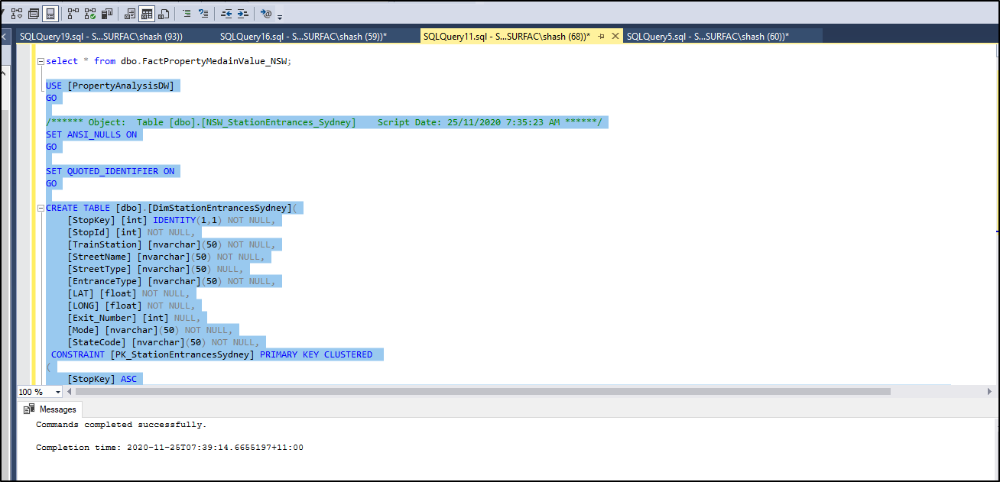 SQLQuery19.sql - S...SURFAC\shash (93))
SQLQuery16.sql - S...SURFAC\shash (59))*
SQLQuery11.sql - S...SURFAC\shash (68))*
SQLQuery5.sql - S...SURFAC\shash (60))*
select * from dbo.FactPropertyMedainValue_NSW;
USE [PropertyAnalysisDW]
GO
/****** Object:  Table [dbo].[NSW_StationEntrances_Sydney]    Script Date: 25/11/2020 7:35:23 AM ******/
SET ANSI_NULLS ON
GO
SET QUOTED_IDENTIFIER ON
GO
CREATE TABLE [dbo].[DimStationEntrancesSydney](
[StopKey] [int] IDENTITY(1,1) NOT NULL,
[StopId] [int] NOT NULL,
[TrainStation] [nvarchar](50) NOT NULL,
[StreetName] [nvarchar](50) NOT NULL,
[StreetType] [nvarchar](50) NULL,
[EntranceType] [nvarchar](50) NOT NULL,
[LAT] [float] NOT NULL,
[LONG] [float] NOT NULL,
[Exit_Number] [int] NULL,
[Mode] [nvarchar](50) NOT NULL,
[StateCode] [nvarchar](50) NOT NULL,
CONSTRAINT [PK_StationEntrancesSydney] PRIMARY KEY CLUSTERED
(
[StopKey] ASC
100 %
Messages
Commands completed successfully.
Completion time: 2020-11-25T07:39:14.6655197+11:00